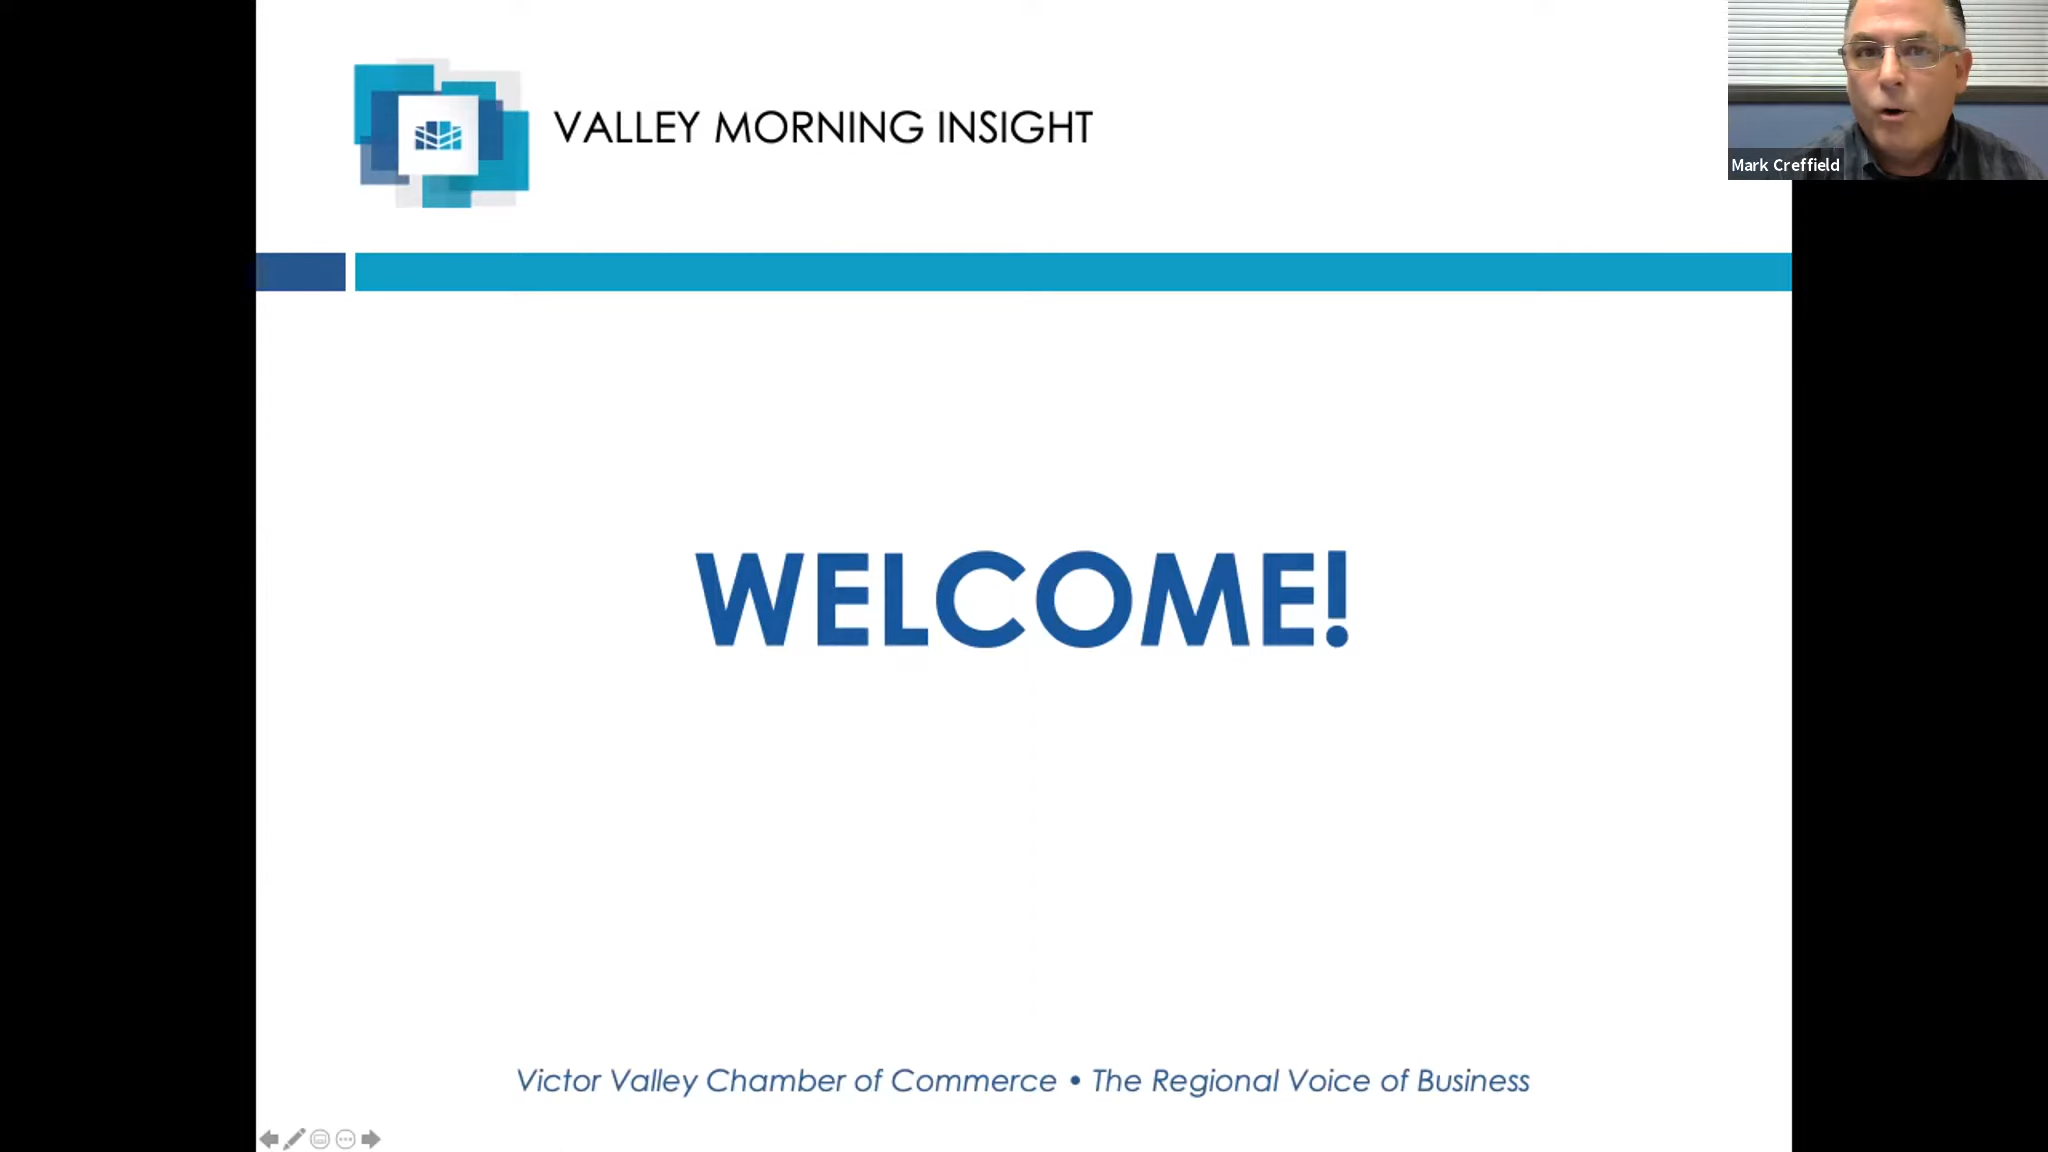 VALLEY MORNING INSIGHT
Mark Creffield
WELCOME!
Victor Valley Chamber of Commerce • The Regional Voice of Business